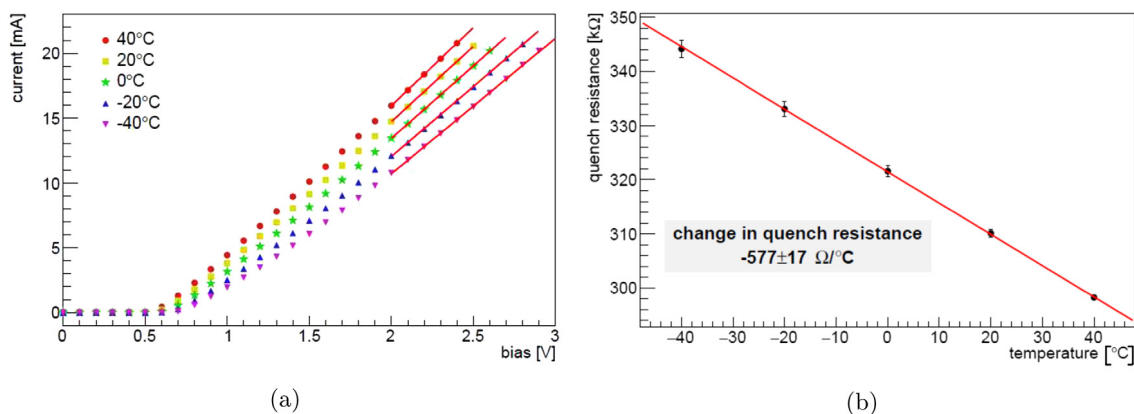 current [mA]
20
15
10
5
0
40°C
20°C
0°C
-20°C
-40°C
0 0.5 1 1.5 2 2.5 3
bias [V]
(a)
quench resistance [kΩ]
350
340
330
320
310
300
change in quench resistance
-577±17 Ω/°C
−40 −30 −20 −10 0 10 20 30 40
temperature [°C]
(b)